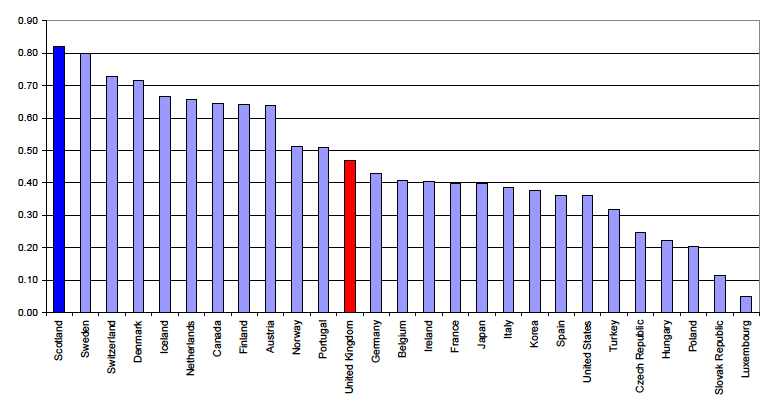 0.90
0.80
0.70
0.60
0.50
0.40
0.30
0.20
0.10
0.00
Scotland
Sweden
Switzerland
Denmark
Iceland
Netherlands
Canada
Finland
Austria
Norway
Portugal
United Kingdom
Germany
Belgium
Ireland
France
Japan
Italy
Korea
Spain
United States
Turkey
Czech Republic
Hungary
Poland
Slovak Republic
Luxembourg